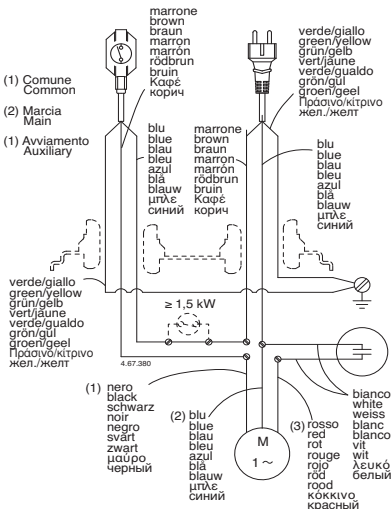 marrone
brown
braun
marron
marrón
rödbrun
bruin
Καφέ
корич
verde/giallo
green/yellow
grün/gelb
vert/jaune
verde/gualdo
grön/gül
groen/geel
Πράσινο/κίτρινο
жел./желт
(1) Comune
Common
(2) Marcia
Main
(1) Avviamento
Auxiliary
blu
blue
blau
bleu
azul
blå
blauw
μπλε
синий
marrone
brown
braun
marron
marrón
rödbrun
bruin
Καφέ
корич
blu
blue
blau
bleu
azul
blå
blauw
μπλε
синий
verde/giallo
green/yellow
grün/gelb
vert/jaune
verde/gualdo
grön/gül
groen/geel
Πράσινο/κίτρινο
жел./желт
≥ 1,5 kW
4.67.380
(1) nero
black
schwarz
noir
negro
svart
zwart
μαύρο
черный
(2) blu
blue
blau
bleu
azul
blå
blauw
μπλε
синий
M
1 ~
(3) rosso
red
rot
rouge
rojo
röd
rood
κόκκινο
красный
bianco
white
weiss
blanc
blanco
vit
wit
λευκό
белый